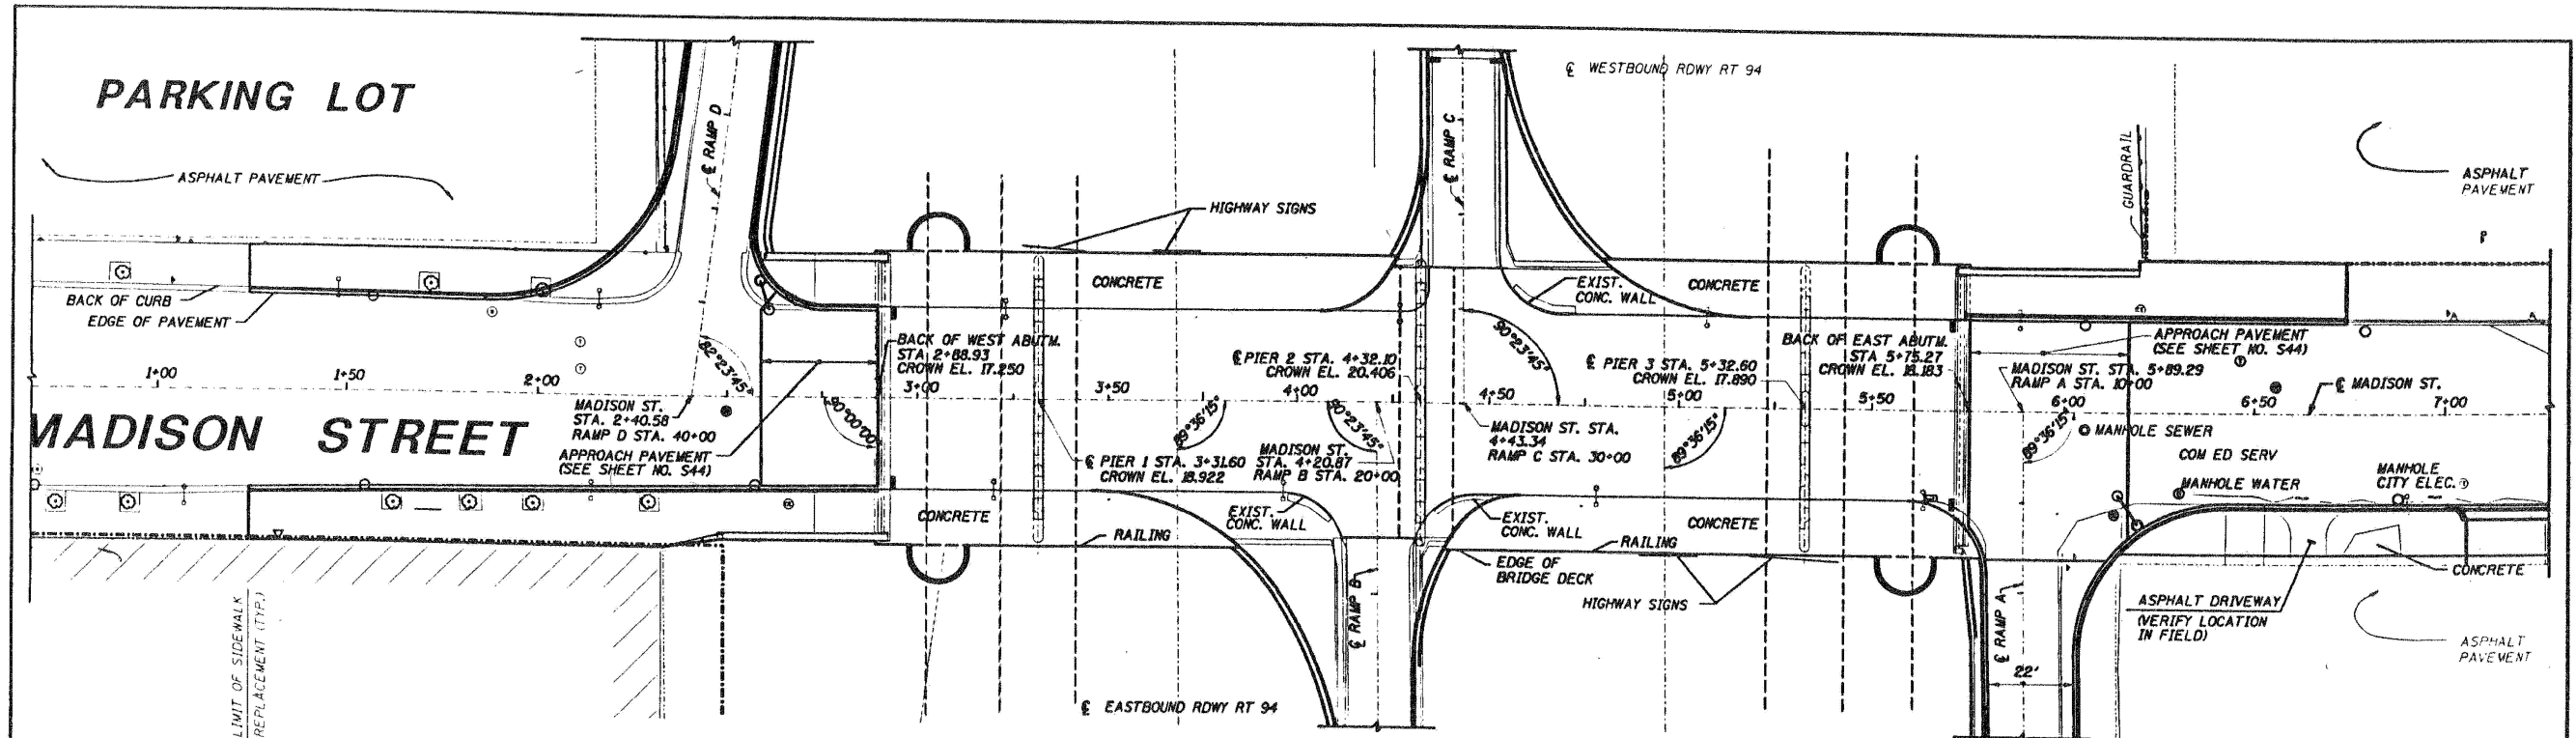 PARKING LOT
ASPHALT PAVEMENT
BACK OF CURB
EDGE OF PAVEMENT
℄ RAMP D
HIGHWAY SIGNS
CONCRETE
℄ RAMP C
℄ WESTBOUND RDWY RT 94
EXIST.
CONC. WALL
CONCRETE
GUARDRAIL
ASPHALT
PAVEMENT
BACK OF WEST ABUTM.
STA 2+88.93
CROWN EL. 17.250
℄ PIER 2 STA. 4+32.10
CROWN EL. 20.406
90°23'45"
℄ PIER 3 STA. 5+32.60
CROWN EL. 17.890
BACK OF EAST ABUTM.
STA 5+75.27
CROWN EL. 18.183
APPROACH PAVEMENT
(SEE SHEET NO. S44)
MADISON ST. STA. 5+89.29
RAMP A STA. 10+00
℄ MADISON ST.
82°23'45"
1+00
1+50
2+00
3+00
3+50
4+00
4+50
5+00
5+50
6+00
6+50
7+00
MADISON STREET
MADISON ST.
STA. 2+40.58
RAMP D STA. 40+00
APPROACH PAVEMENT
(SEE SHEET NO. S44)
90°00'00"
℄ PIER 1 STA. 3+31.60
CROWN EL. 18.922
89°36'15"
MADISON ST.
STA. 4+20.87
RAMP B STA. 20+00
90°23'45"
MADISON ST. STA.
4+43.34
RAMP C STA. 30+00
89°36'15"
89°36'15"
MANHOLE SEWER
COM ED SERV
MANHOLE WATER
MANHOLE
CITY ELEC.
CONCRETE
RAILING
EXIST.
CONC. WALL
EXIST.
CONC. WALL
RAILING
CONCRETE
EDGE OF
BRIDGE DECK
HIGHWAY SIGNS
℄ RAMP B
℄ RAMP A
22'
ASPHALT DRIVEWAY
(VERIFY LOCATION
IN FIELD)
CONCRETE
ASPHALT
PAVEMENT
LIMIT OF SIDEWALK
REPLACEMENT (TYP.)
℄ EASTBOUND RDWY RT 94